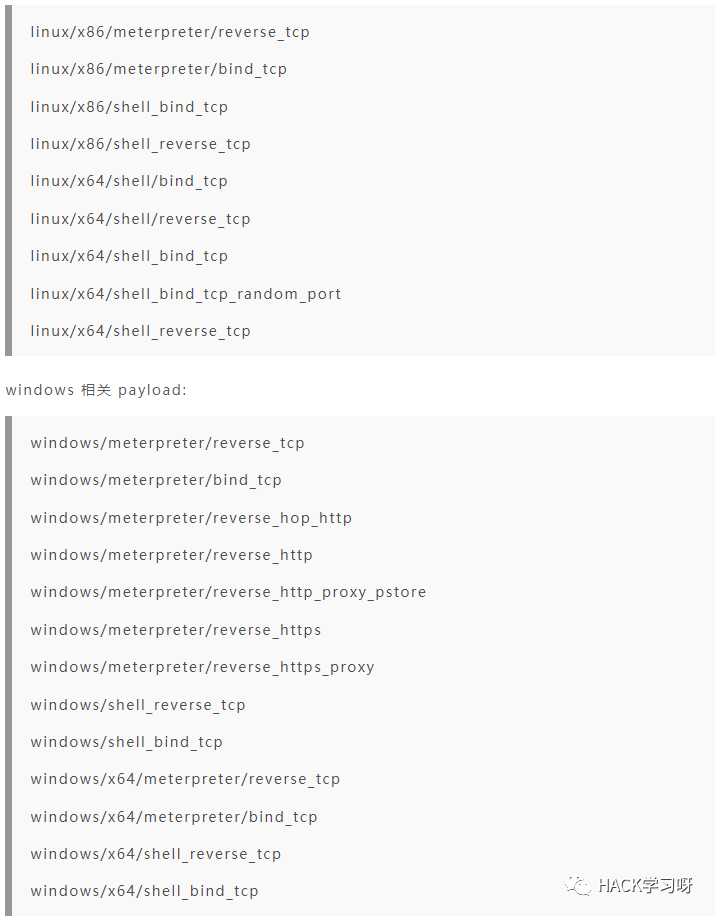 linux/x86/meterpreter/reverse_tcp
linux/x86/meterpreter/bind_tcp
linux/x86/shell_bind_tcp
linux/x86/shell_reverse_tcp
linux/x64/shell/bind_tcp
linux/x64/shell/reverse_tcp
linux/x64/shell_bind_tcp
linux/x64/shell_bind_tcp_random_port
linux/x64/shell_reverse_tcp
windows 相关 payload:
windows/meterpreter/reverse_tcp
windows/meterpreter/bind_tcp
windows/meterpreter/reverse_hop_http
windows/meterpreter/reverse_http
windows/meterpreter/reverse_http_proxy_pstore
windows/meterpreter/reverse_https
windows/meterpreter/reverse_https_proxy
windows/shell_reverse_tcp
windows/shell_bind_tcp
windows/x64/meterpreter/reverse_tcp
windows/x64/meterpreter/bind_tcp
windows/x64/shell_reverse_tcp
windows/x64/shell_bind_tcp
HACK学习呀